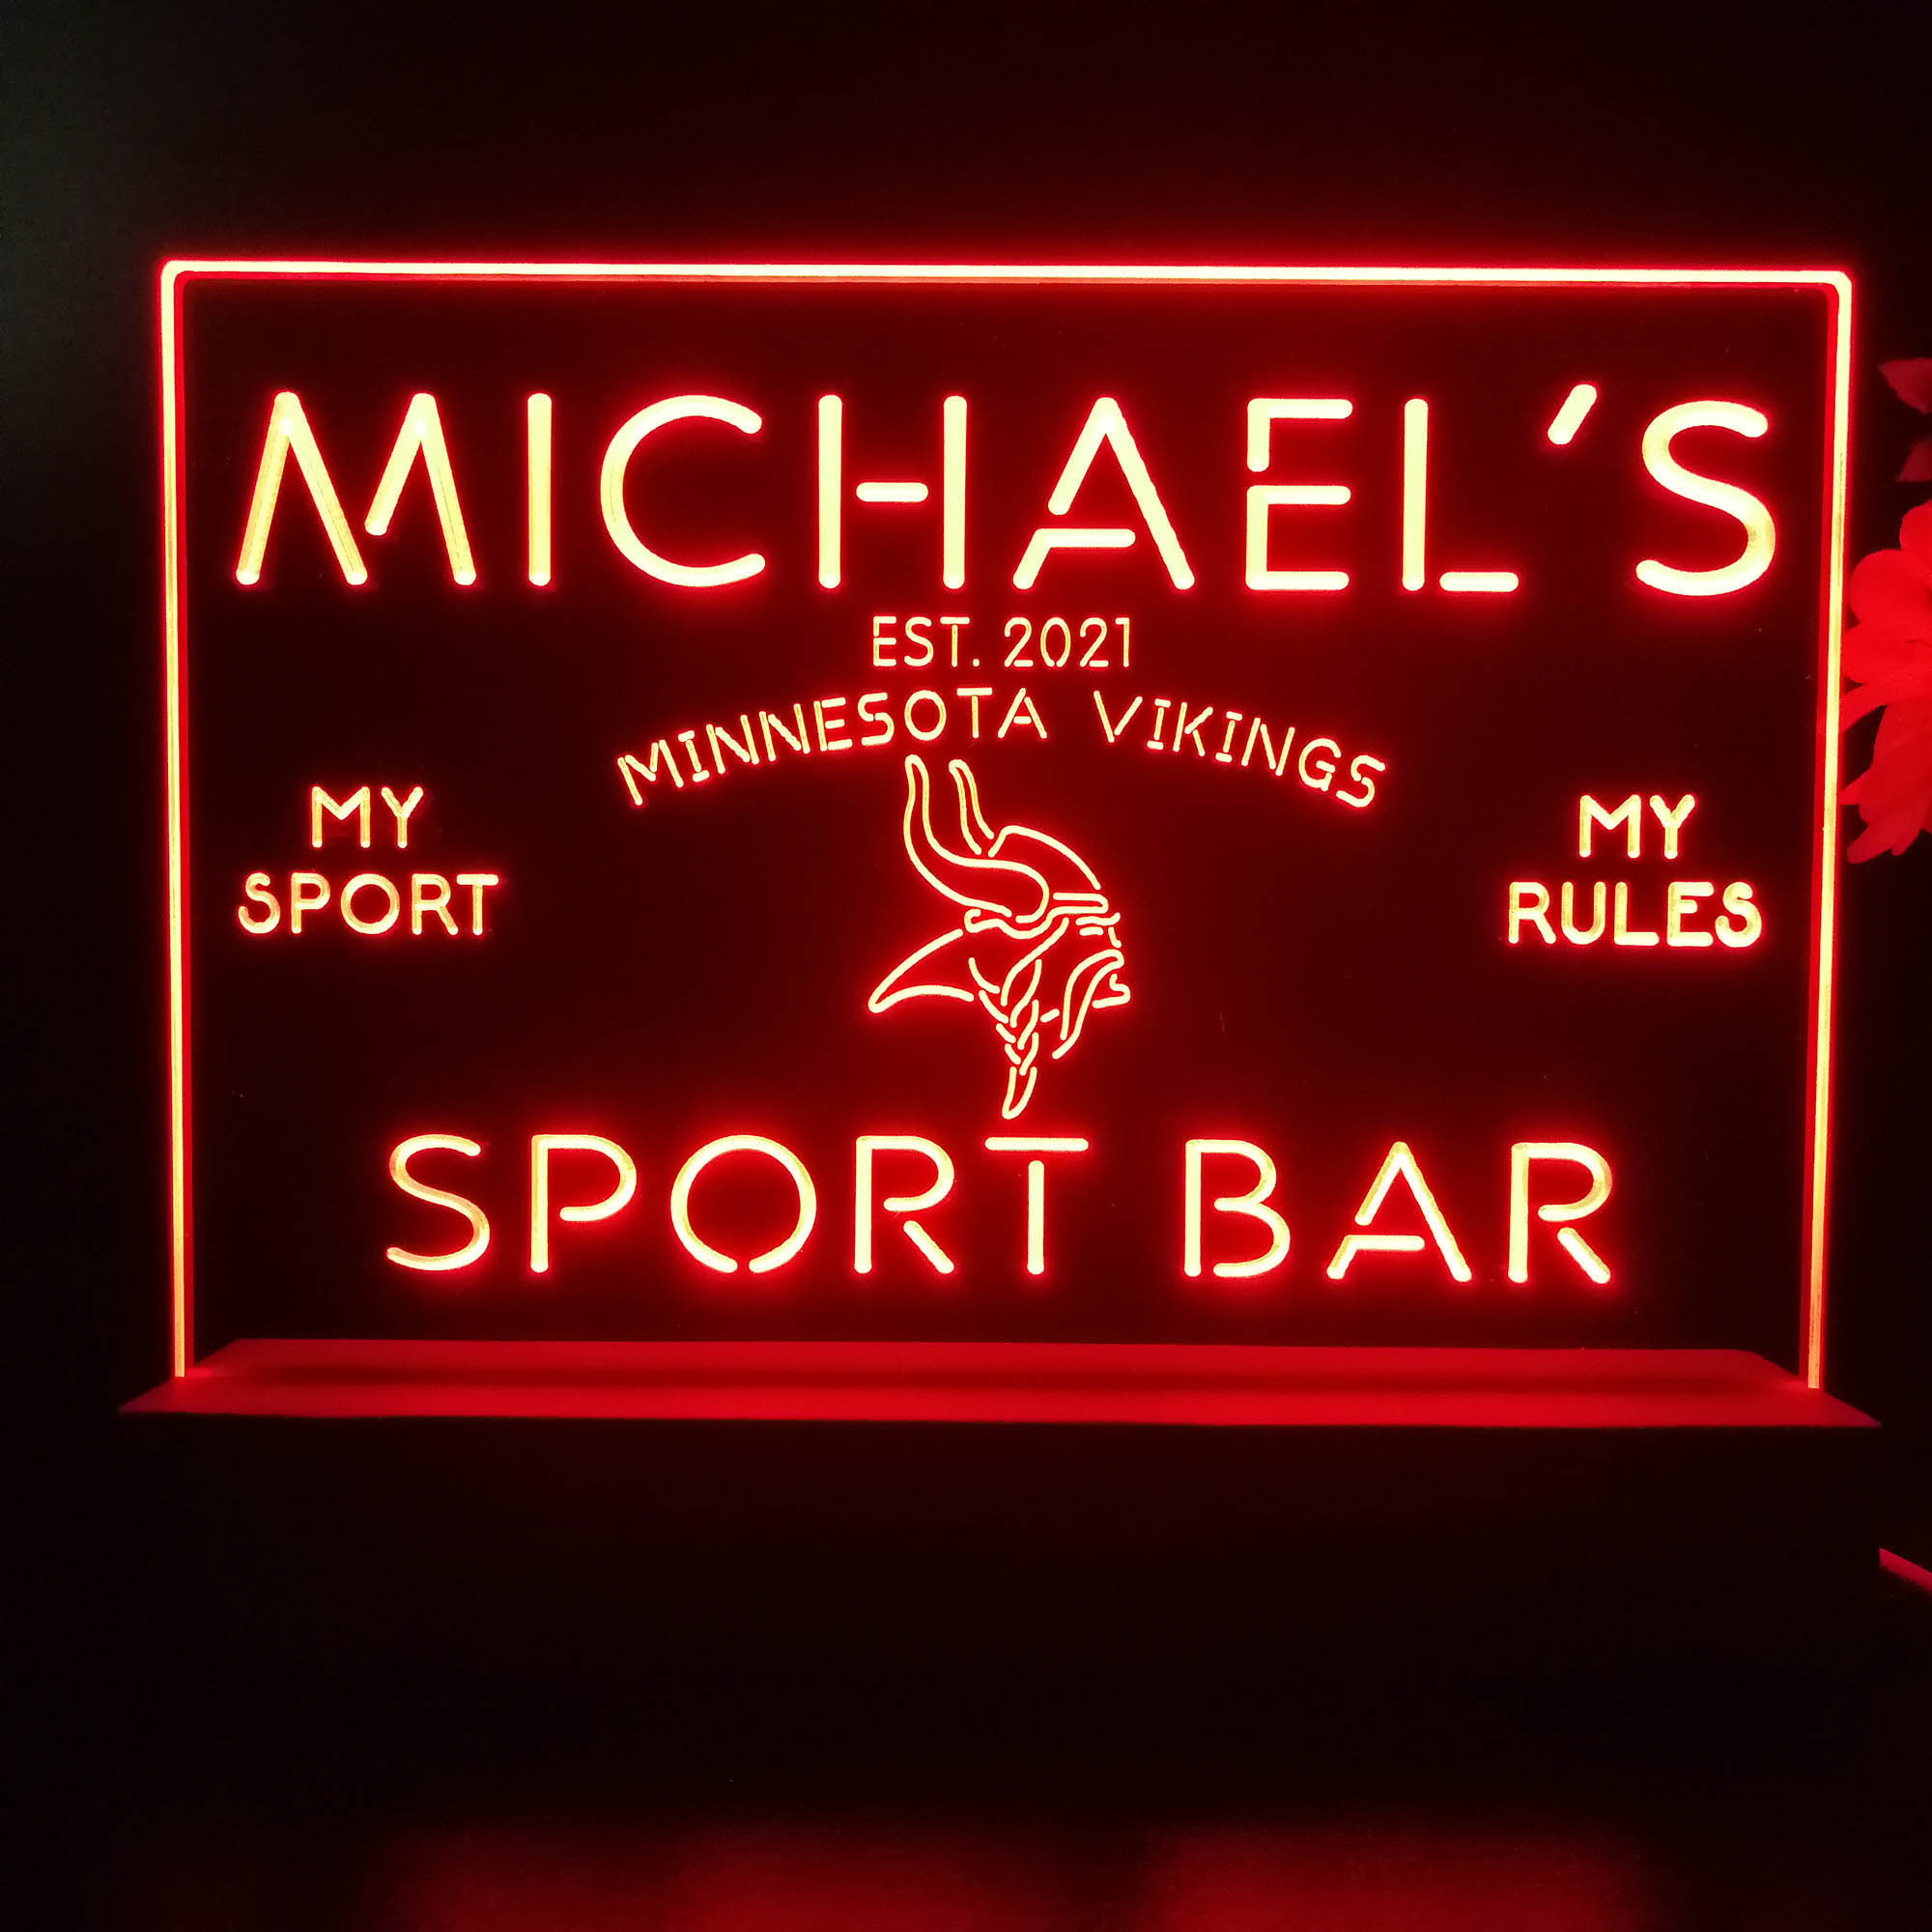 MICHAEL'S
EST. 2021
MINNESOTA VIKINGS
MY
SPORT
MY
RULES
SPORT BAR